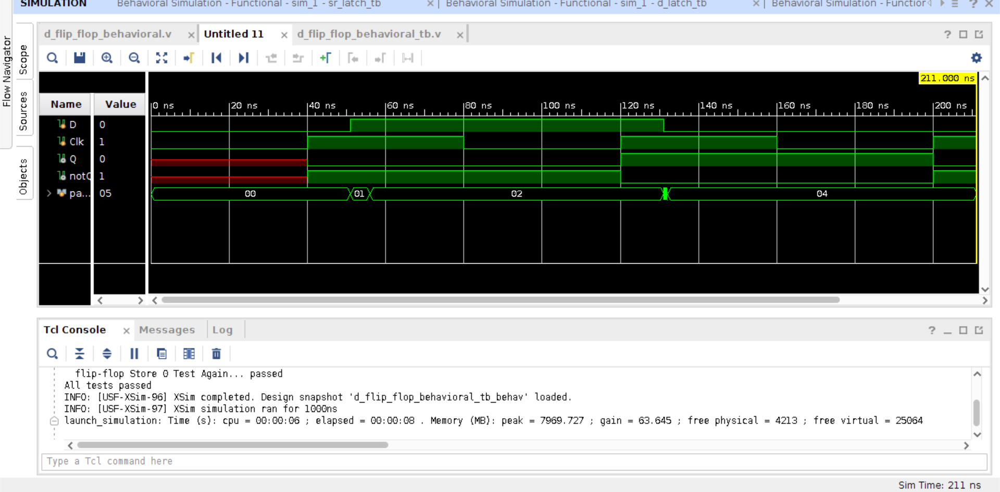 SIMULATION Behavioral Simulation - Functional - sim_1 - sr_latch_tb Behavioral Simulation - Functional - sim_1 - d_latch_tb Behavioral Simulation - Function
Flow Navigator
Scope
Sources
Objects
d_flip_flop_behavioral.v Untitled 11 d_flip_flop_behavioral_tb.v
211.000 ns
Name Value 0 ns 20 ns 40 ns 60 ns 80 ns 100 ns 120 ns 140 ns 160 ns 180 ns 200 ns
D 0
Clk 1
Q 0
notQ 1
pa... 05 00 01 02 04
Tcl Console Messages Log
flip-flop Store 0 Test Again... passed
All tests passed
INFO: [USF-XSim-96] XSim completed. Design snapshot 'd_flip_flop_behavioral_tb_behav' loaded.
INFO: [USF-XSim-97] XSim simulation ran for 1000ns
launch_simulation: Time (s): cpu = 00:00:06 ; elapsed = 00:00:08 . Memory (MB): peak = 7969.727 ; gain = 63.645 ; free physical = 4213 ; free virtual = 25064
Type a Tcl command here
Sim Time: 211 ns